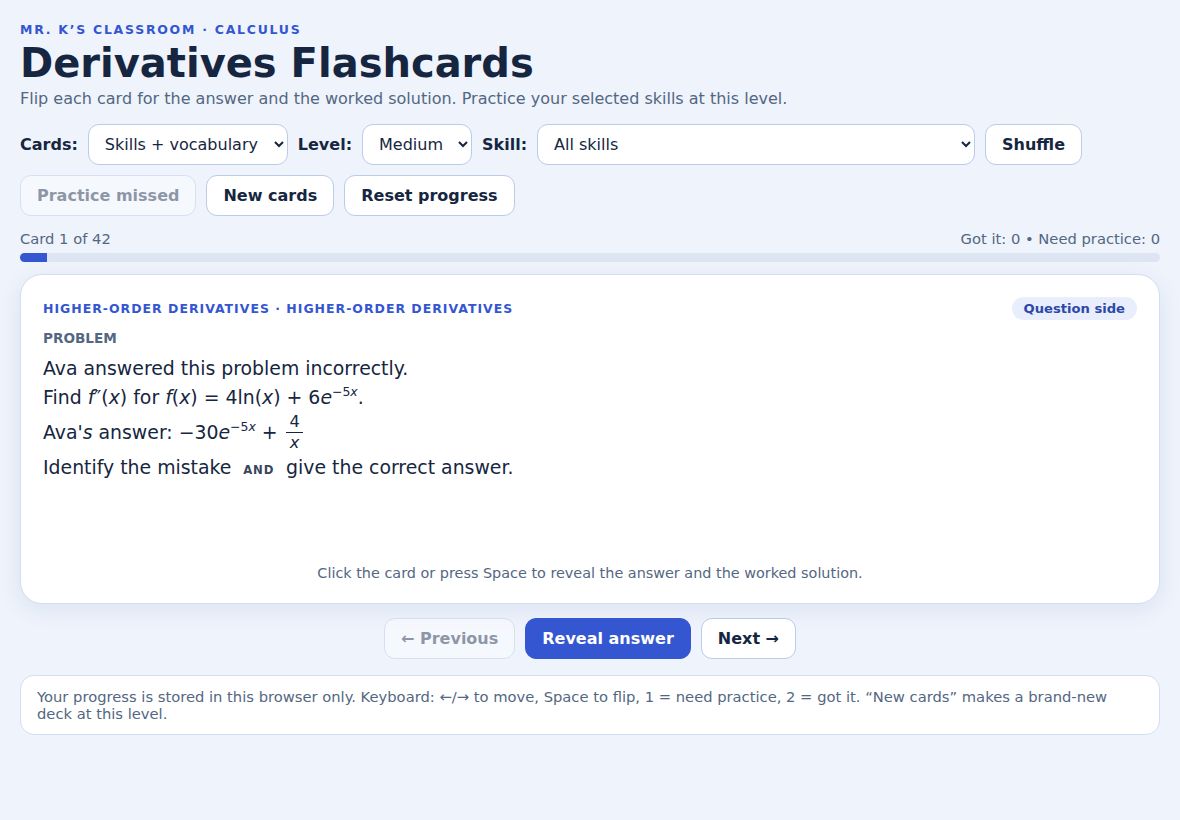 MR. K’S CLASSROOM · CALCULUS
Derivatives Flashcards
Flip each card for the answer and the worked solution. Practice your selected skills at this level.
Cards: Skills + vocabulary Level: Medium Skill: All skills Shuffle
Practice missed New cards Reset progress
Card 1 of 42 Got it: 0 • Need practice: 0
HIGHER-ORDER DERIVATIVES · HIGHER-ORDER DERIVATIVES Question side
PROBLEM
Ava answered this problem incorrectly.
Find f″(x) for f(x) = 4ln(x) + 6e^{−5x}.
Ava's answer: −30e^{−5x} + \frac{4}{x}
Identify the mistake AND give the correct answer.
Click the card or press Space to reveal the answer and the worked solution.
← Previous Reveal answer Next →
Your progress is stored in this browser only. Keyboard: ←/→ to move, Space to flip, 1 = need practice, 2 = got it. “New cards” makes a brand-new
deck at this level.